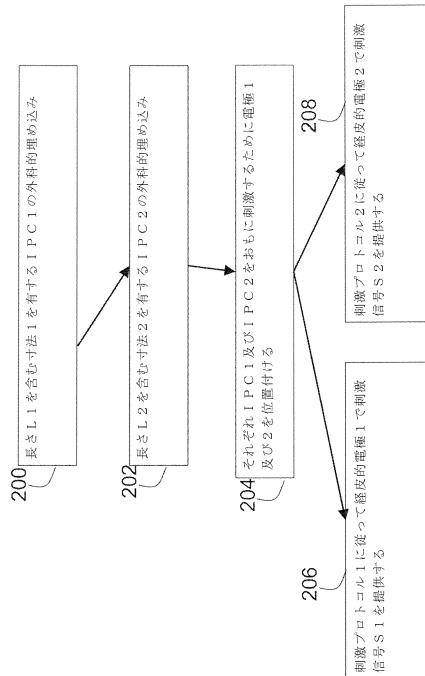 200
長さL1を含む寸法1を有するIPC1の外科的埋め込み
202
長さL2を含む寸法2を有するIPC2の外科的埋め込み
204
それぞれIPC1及びIPC2をおもに刺激するために電極1
及び2を位置付ける
206
刺激プロトコル1に従って経皮的電極1で刺激
信号S1を提供する
208
刺激プロトコル2に従って経皮的電極2で刺激
信号S2を提供する